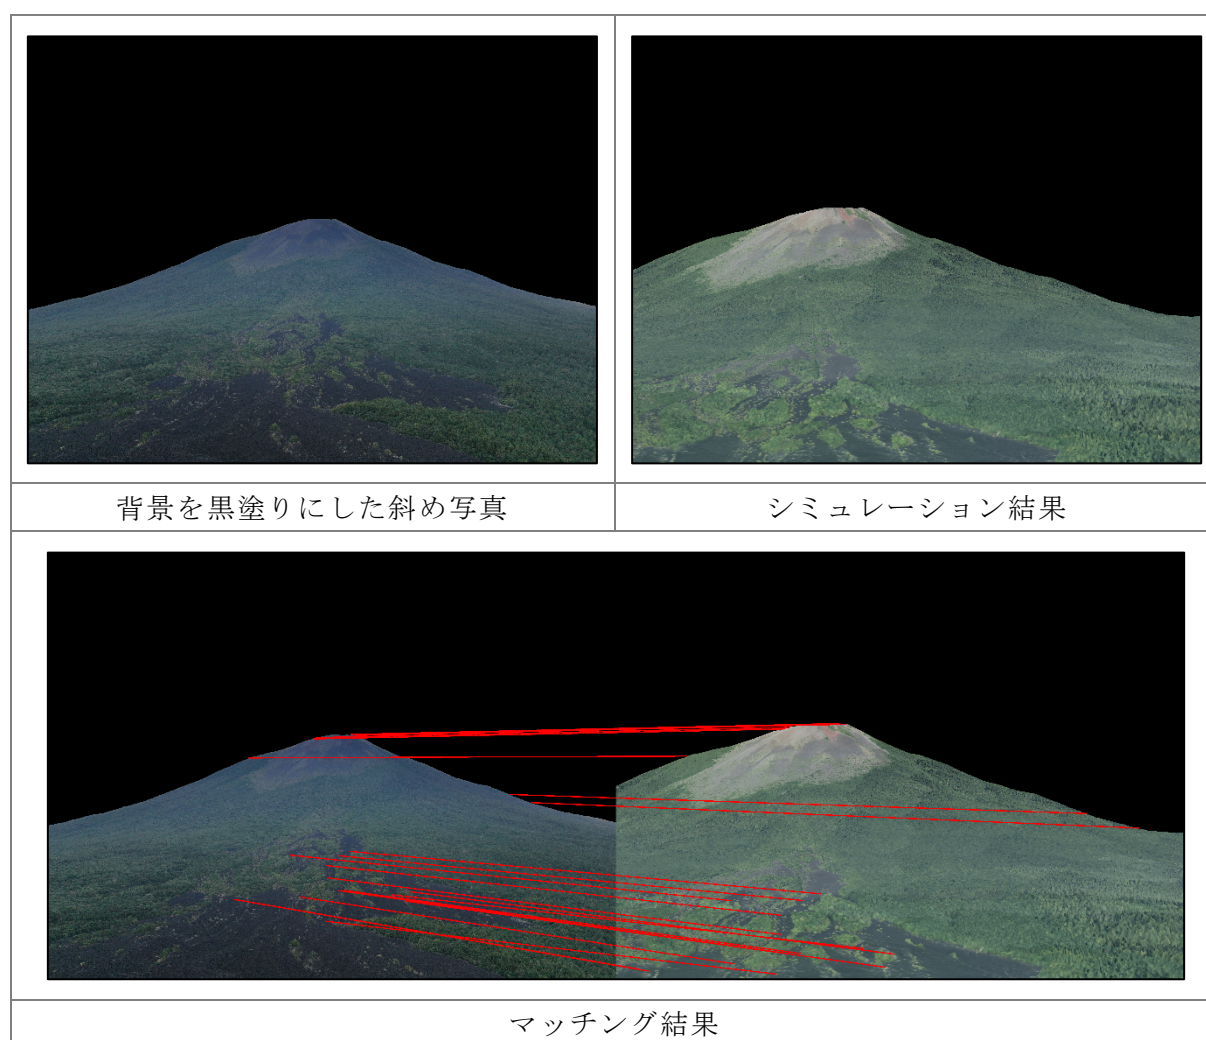 背景を黒塗りにした斜め写真
シミュレーション結果
マッチング結果